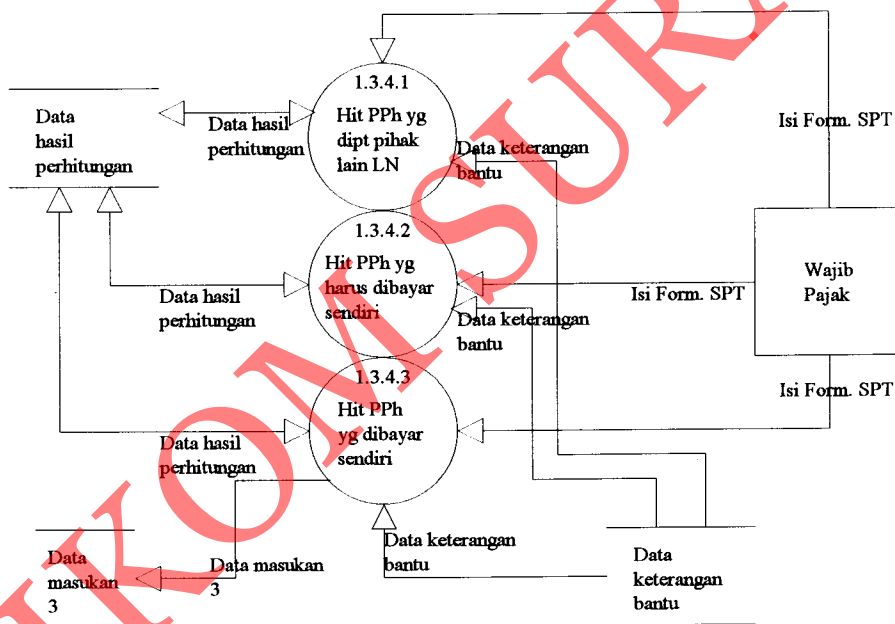 1.3.4.1
Hit PPh yg
dipt pihak
lain LN
Data
hasil
perhitungan
Data hasil
perhitungan
Data keterangan
bantu
Isi Form. SPT
1.3.4.2
Hit PPh yg
harus dibayar
sendiri
Data hasil
perhitungan
Data keterangan
bantu
Isi Form. SPT
Wajib
Pajak
1.3.4.3
Hit PPh
yg dibayar
sendiri
Data hasil
perhitungan
Isi Form. SPT
Data
masukan
3
Data masukan
3
Data keterangan
bantu
Data
keterangan
bantu
IKOM SURA